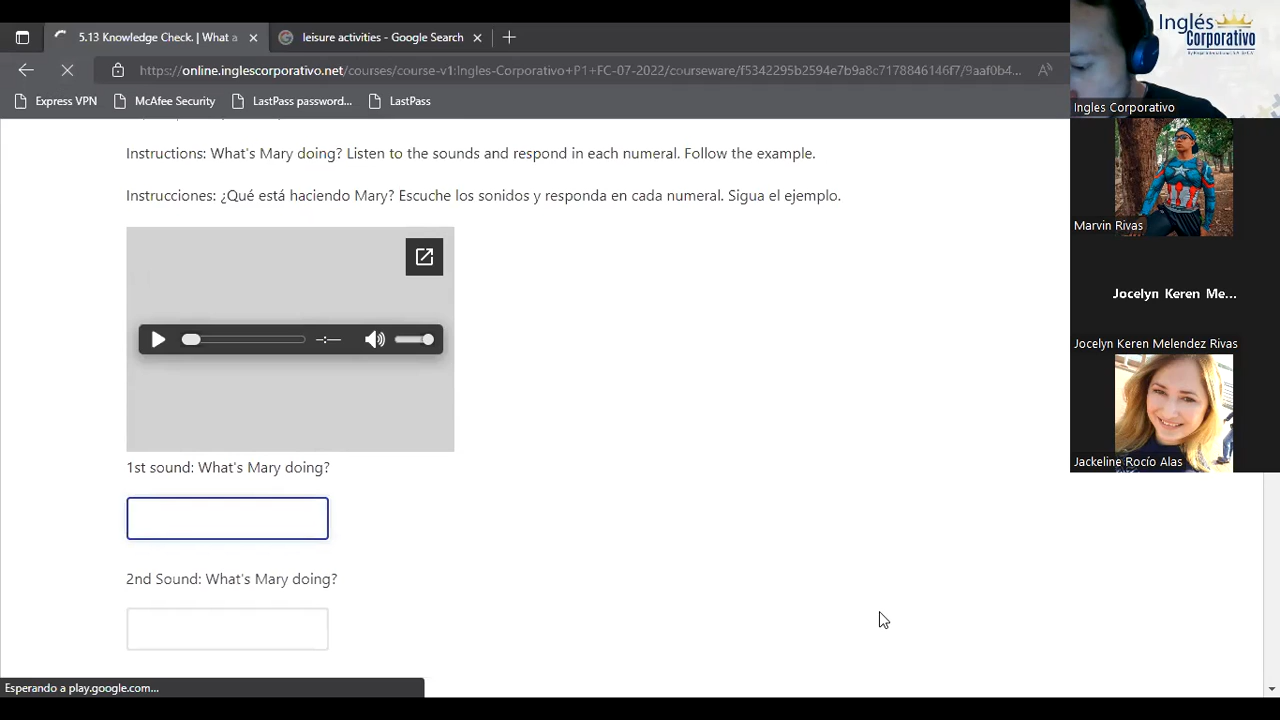 5.13 Knowledge Check. | What a
leisure activities - Google Search
https://online.inglescorporativo.net/courses/course-v1:Ingles-Corporativo+P1+FC-07-2022/courseware/f5342295b2594e7b9a8c7178846146f7/9aaf0b4...
Express VPN
McAfee Security
LastPass password...
LastPass
Instructions: What's Mary doing? Listen to the sounds and respond in each numeral. Follow the example.
Instrucciones: ¿Qué está haciendo Mary? Escuche los sonidos y responda en cada numeral. Sigua el ejemplo.
-:--
1st sound: What's Mary doing?
2nd Sound: What's Mary doing?
Esperando a play.google.com...
Inglés
Corporativo
Ingles Corporativo
Marvin Rivas
Jocelyn Keren Me...
Jocelyn Keren Melendez Rivas
Jackeline Rocío Alas